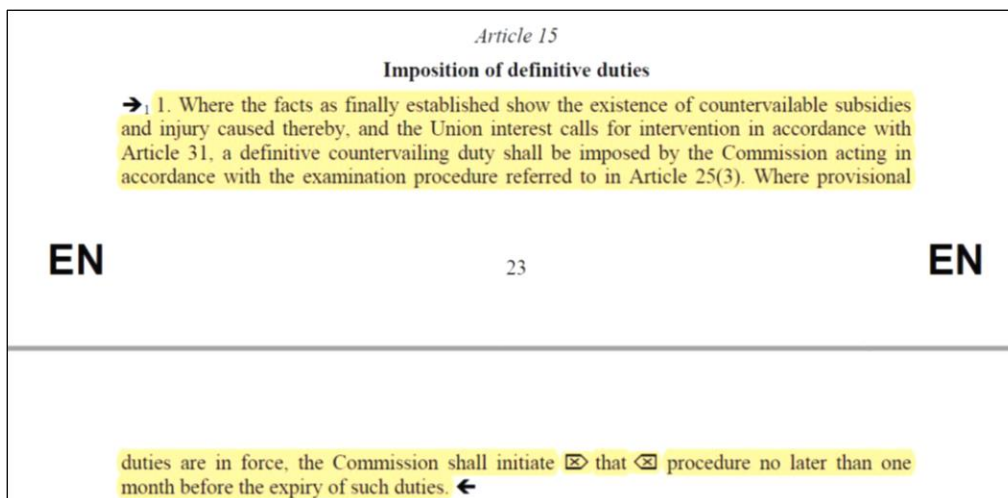 Article 15
Imposition of definitive duties
➔1 1. Where the facts as finally established show the existence of countervailable subsidies
and injury caused thereby, and the Union interest calls for intervention in accordance with
Article 31, a definitive countervailing duty shall be imposed by the Commission acting in
accordance with the examination procedure referred to in Article 25(3). Where provisional
EN 23 EN
duties are in force, the Commission shall initiate ⌦ that ⌫ procedure no later than one
month before the expiry of such duties. 🡸